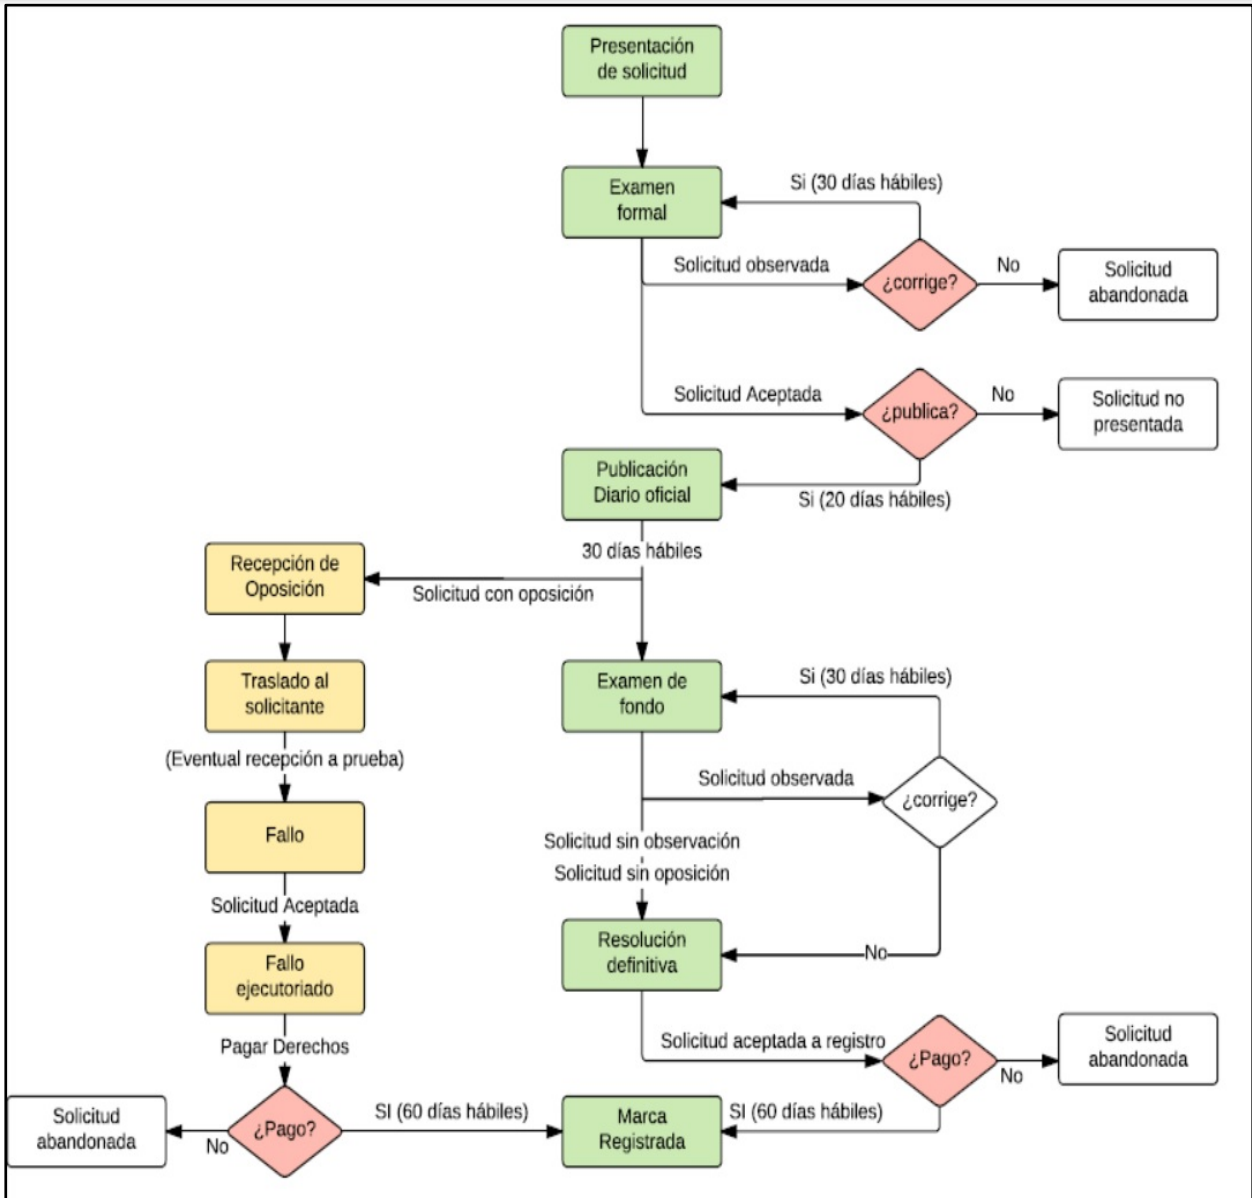 Presentación
de solicitud
Examen
formal
Si (30 días hábiles)
Solicitud observada
¿corrige?
No
Solicitud
abandonada
Solicitud Aceptada
¿publica?
No
Solicitud no
presentada
Publicación
Diario oficial
Si (20 días hábiles)
30 días hábiles
Recepción de
Oposición
Solicitud con oposición
Traslado al
solicitante
Examen de
fondo
Si (30 días hábiles)
(Eventual recepción a prueba)
Solicitud observada
¿corrige?
Fallo
Solicitud sin observación
Solicitud sin oposición
Solicitud Aceptada
Fallo
ejecutoriado
Resolución
definitiva
No
Pagar Derechos
Solicitud aceptada a registro
¿Pago?
No
Solicitud
abandonada
Solicitud
abandonada
No
¿Pago?
SI (60 días hábiles)
Marca
Registrada
SI (60 días hábiles)